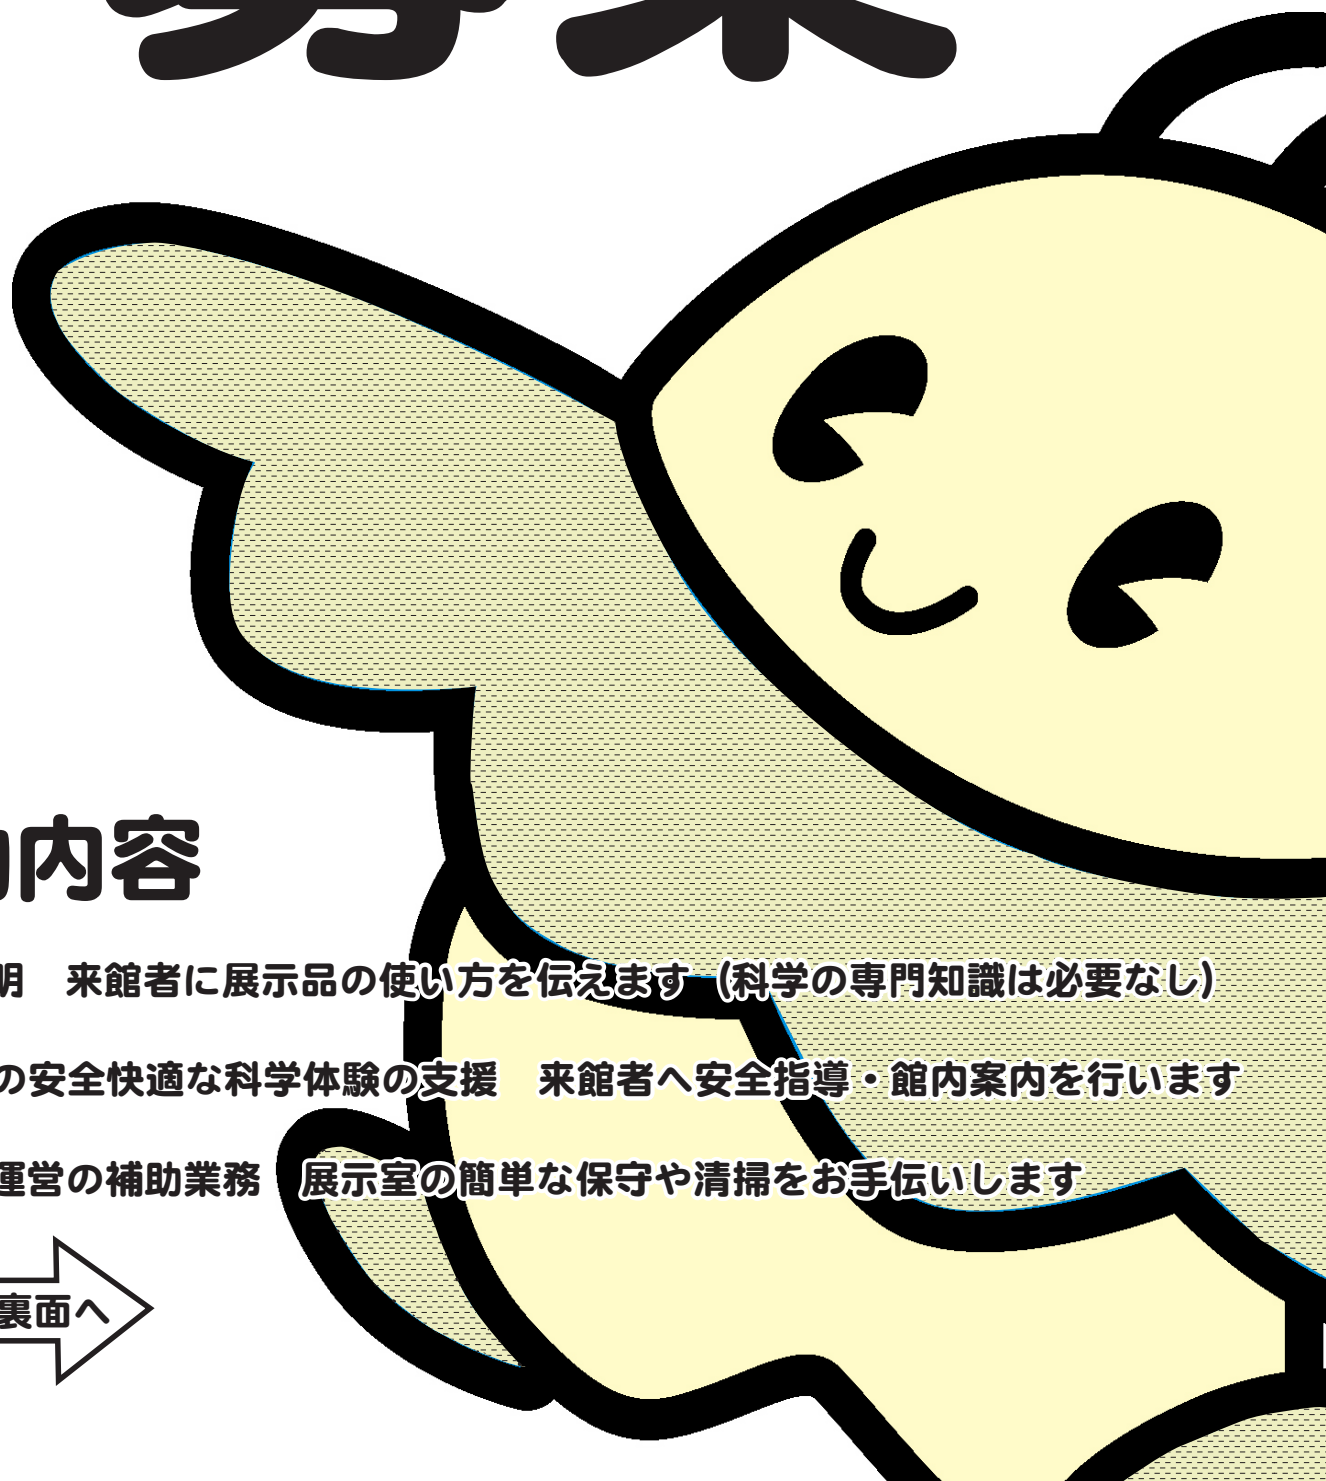 内容
明　来館者に展示品の使い方を伝えます（科学の専門知識は必要なし）
の安全快適な科学体験の支援　来館者へ安全指導・館内案内を行います
運営の補助業務　展示室の簡単な保守や清掃をお手伝いします
裏面へ